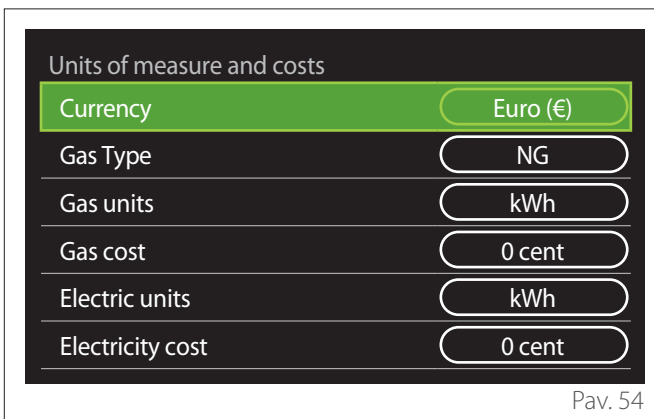 Units of measure and costs
Currency Euro (€)
Gas Type NG
Gas units kWh
Gas cost 0 cent
Electric units kWh
Electricity cost 0 cent
Pav. 54